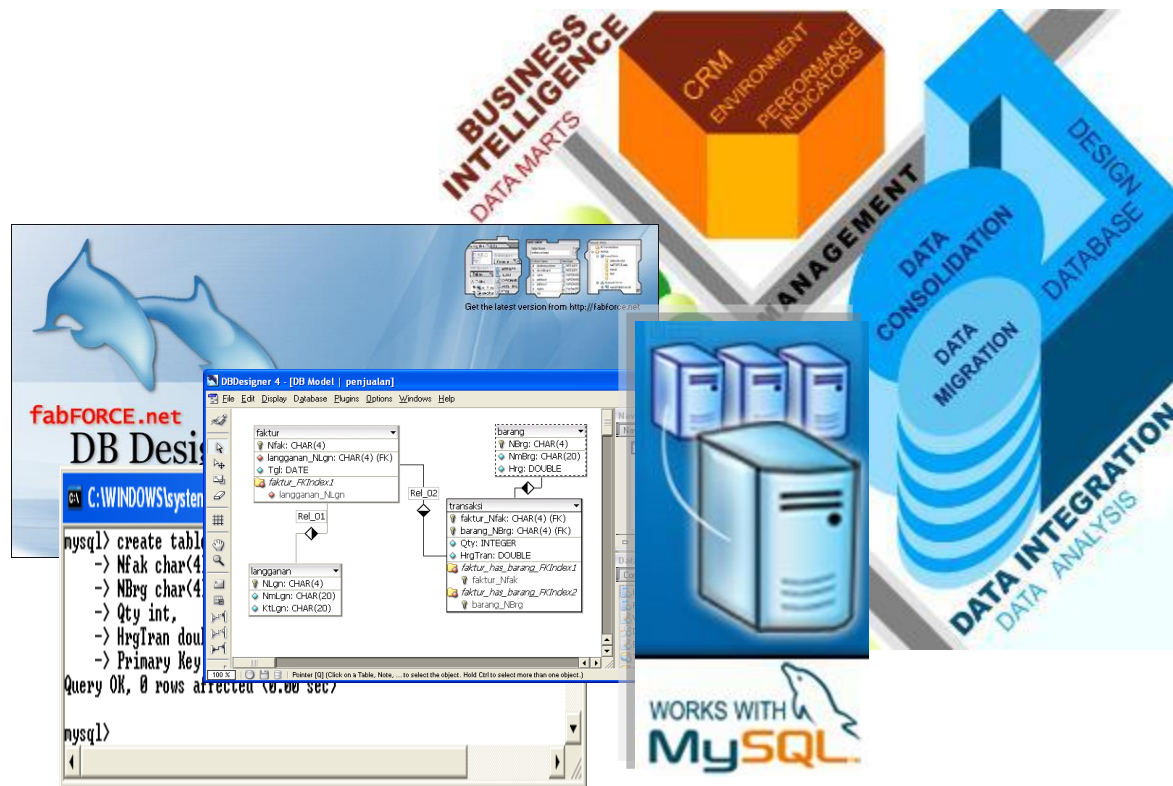 BUSINESS
INTELLIGENCE
DATA MARTS
CRM
ENVIRONMENT
PERFORMANCE
INDICATORS
MANAGEMENT
DESIGN
DATABASE
DATA
CONSOLIDATION
DATA
MIGRATION
DATA INTEGRATION
DATA ANALYSIS
Get the latest version from http://fabforce.net
fabFORCE.net
DB Desi
DBDesigner 4 - [DB Model | penjualan]
File Edit Display Database Plugins Options Windows Help
faktur
Nfak: CHAR(4)
langganan_NLgn: CHAR(4) (FK)
Tgl: DATE
faktur_FKIndex1
langganan_NLgn
barang
NBrg: CHAR(4)
NmBrg: CHAR(20)
Hrg: DOUBLE
Rel_02
Rel_01
transaksi
faktur_Nfak: CHAR(4) (FK)
barang_NBrg: CHAR(4) (FK)
Qty: INTEGER
HrgTran: DOUBLE
faktur_has_barang_FKIndex1
faktur_Nfak
faktur_has_barang_FKIndex2
barang_NBrg
langganan
NLgn: CHAR(4)
NmLgn: CHAR(20)
KtLgn: CHAR(20)
100 %
Pointer [Q] (Click on a Table, Note, ... to select the object. Hold Ctrl to select more than one object.)
C:\WINDOWS\system
mysql> create table
-> Nfak char(4)
-> NBrg char(4)
-> Qty int,
-> HrgTran doul
-> Primary Key
Query OK, 0 rows affected (0.00 sec)
mysql>
WORKS WITH
MySQL